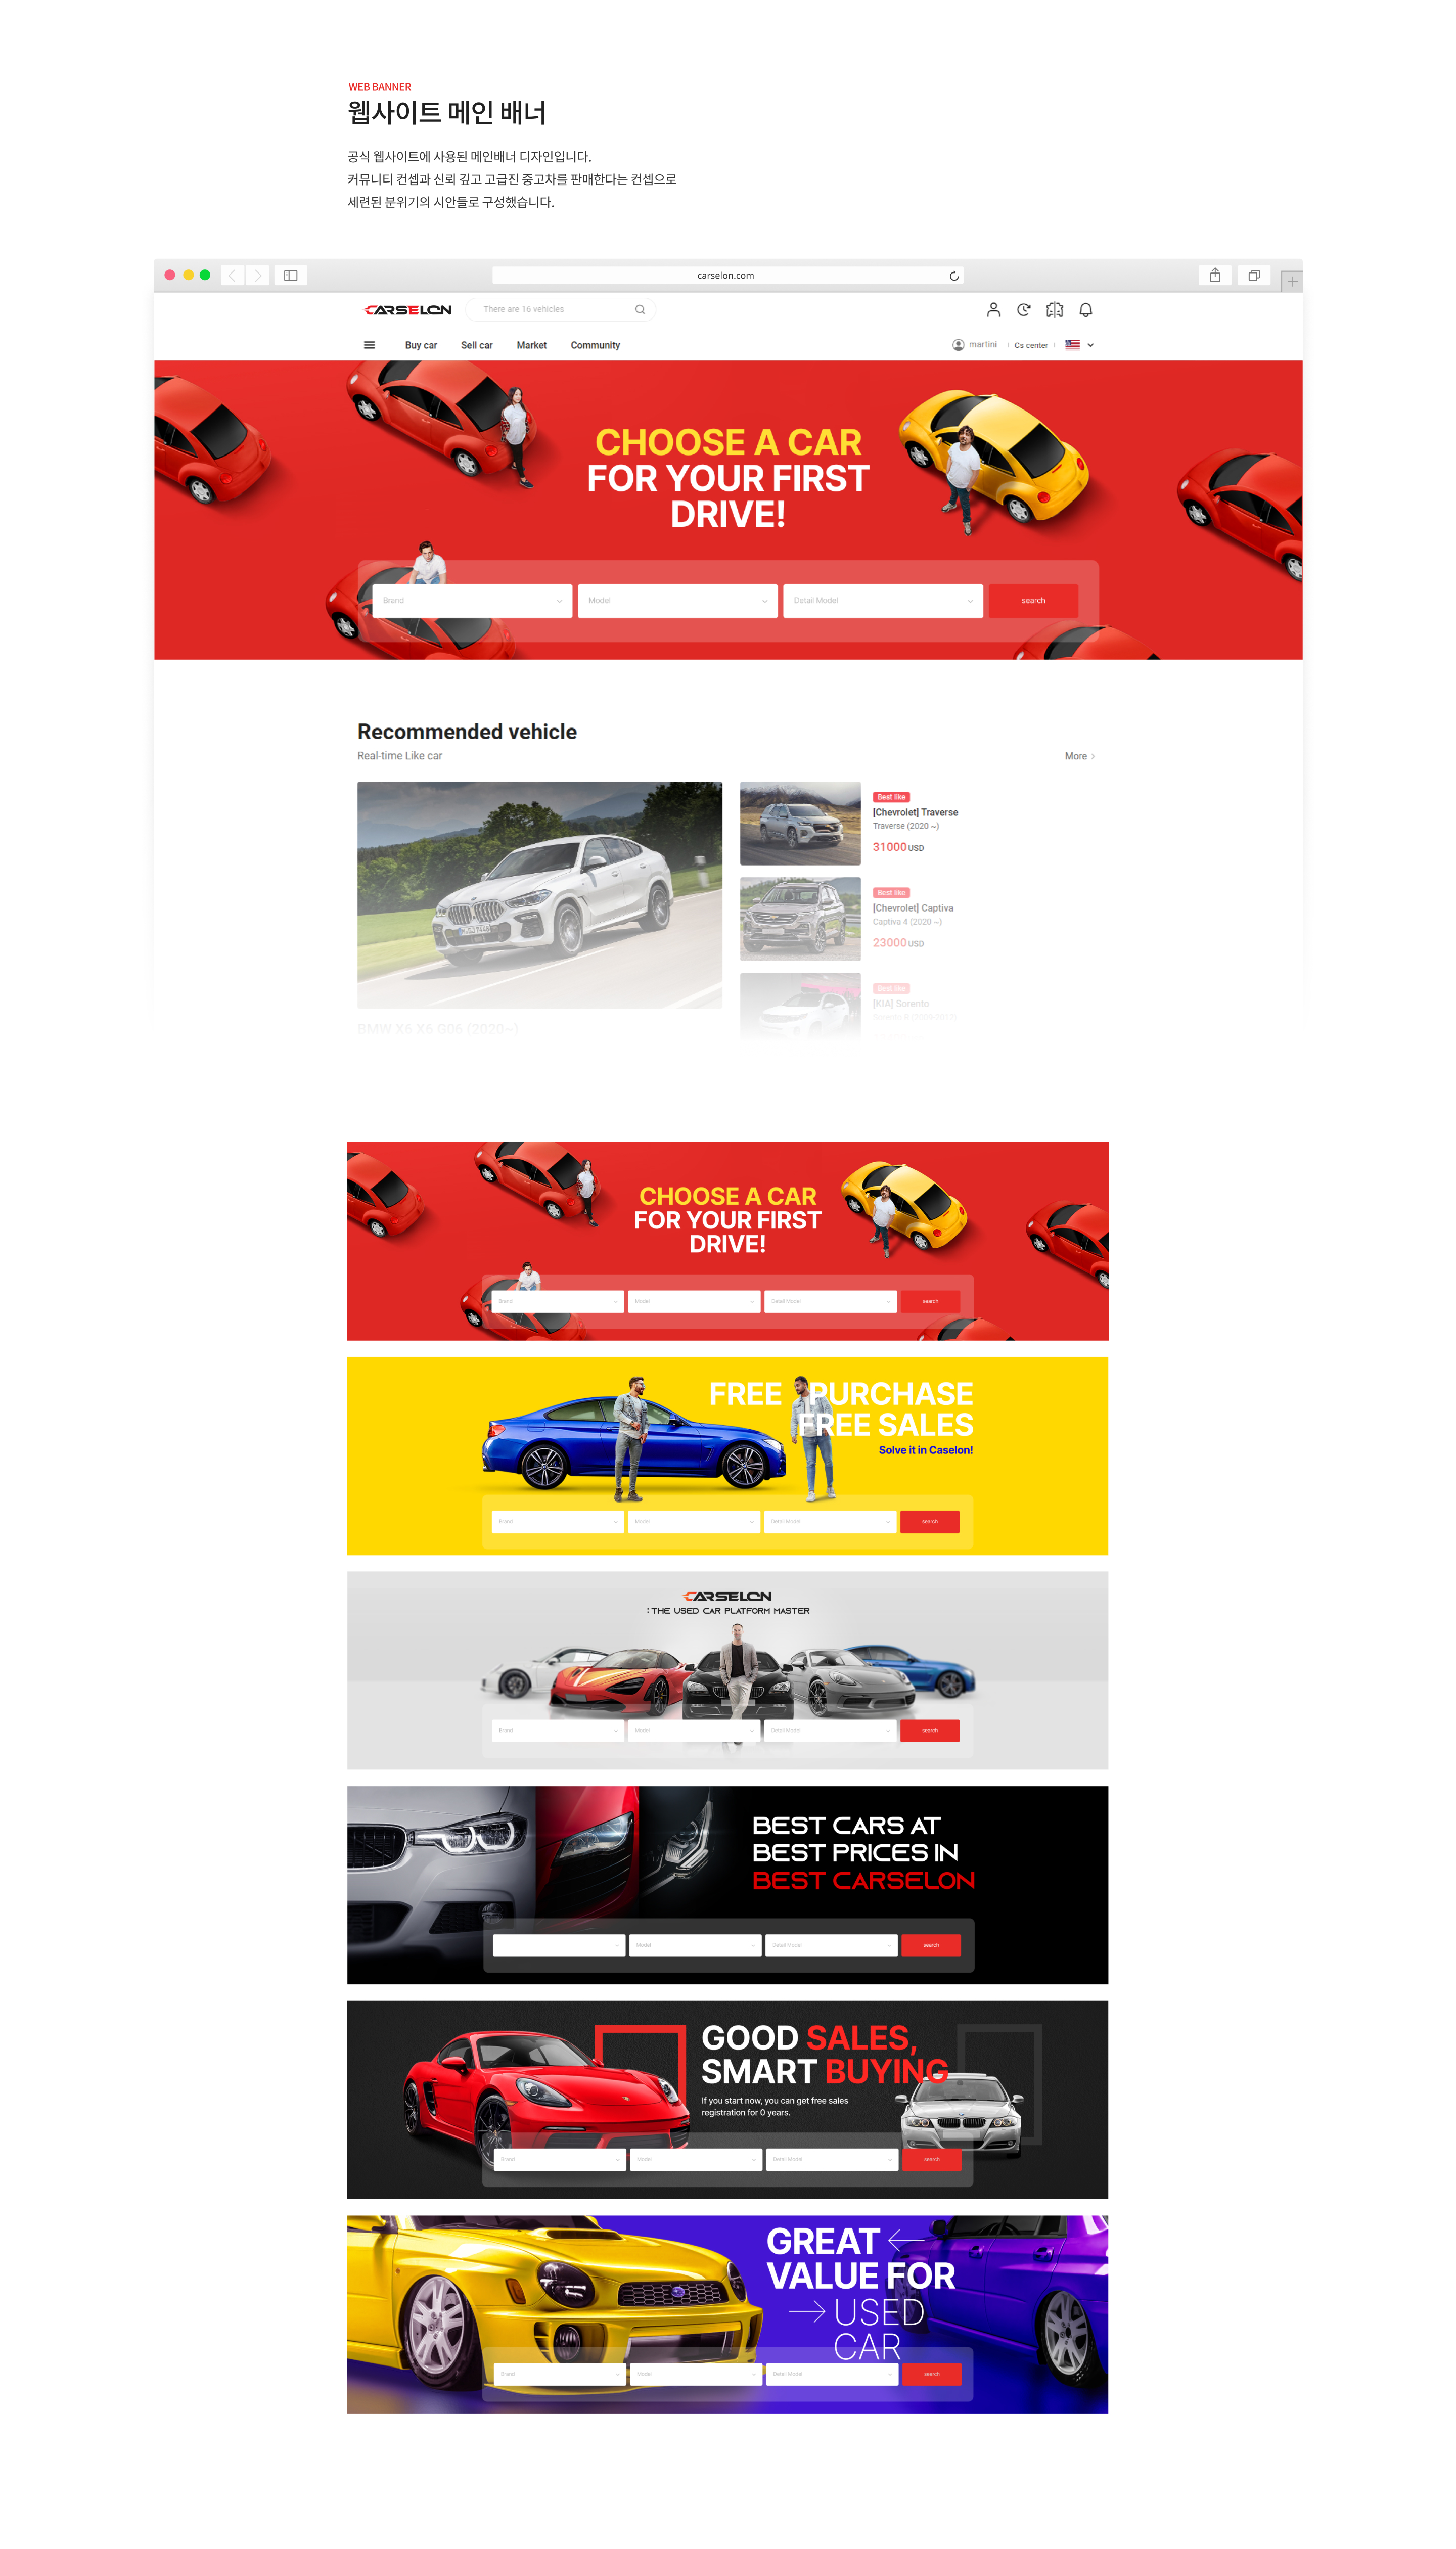 WEB BANNER
웹사이트 메인 배너
공식 웹사이트에 사용된 메인배너 디자인입니다.
커뮤니티 컨셉과 신뢰 깊고 고급진 중고차를 판매한다는 컨셉으로
세련된 분위기의 시안들로 구성했습니다.
carselon.com
CARSELON
There are 16 vehicles
Buy car Sell car Market Community
martini Cs center
CHOOSE A CAR
FOR YOUR FIRST
DRIVE!
Brand Model Detail Model search
Recommended vehicle
Real-time Like car
More
Best like
[Chevrolet] Traverse
Traverse (2020 ~)
31000 USD
Best like
[Chevrolet] Captiva
Captiva 4 (2020 ~)
23000 USD
Best like
[KIA] Sorento
BMW X6 X6 G06 (2020~)
CHOOSE A CAR
FOR YOUR FIRST
DRIVE!
Brand Model Detail Model search
FREE PURCHASE
FREE SALES
Solve it in Caselon!
Brand Model Detail Model search
CARSELON
: THE USED CAR PLATFORM MASTER
Brand Model Detail Model search
BEST CARS AT
BEST PRICES IN
BEST CARSELON
Model Detail Model search
GOOD SALES,
SMART BUYING
If you start now, you can get free sales
registration for 0 years.
Brand Model Detail Model search
GREAT
VALUE FOR
USED
CAR
Brand Model Detail Model search